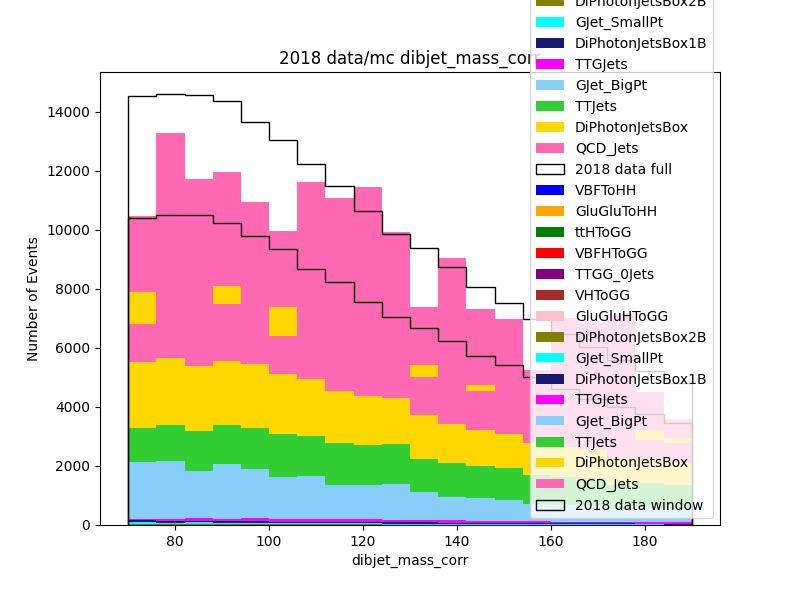 2018 data/mc dibjet_mass_corr
Number of Events
14000
12000
10000
8000
6000
4000
2000
0
80
100
120
140
160
180
dibjet_mass_corr
DiPhotonJetsBox2B
GJet_SmallPt
DiPhotonJetsBox1B
TTGJets
GJet_BigPt
TTJets
DiPhotonJetsBox
QCD_Jets
2018 data full
VBFToHH
GluGluToHH
ttHToGG
VBFHToGG
TTGG_0Jets
VHToGG
GluGluHToGG
DiPhotonJetsBox2B
GJet_SmallPt
DiPhotonJetsBox1B
TTGJets
GJet_BigPt
TTJets
DiPhotonJetsBox
QCD_Jets
2018 data window